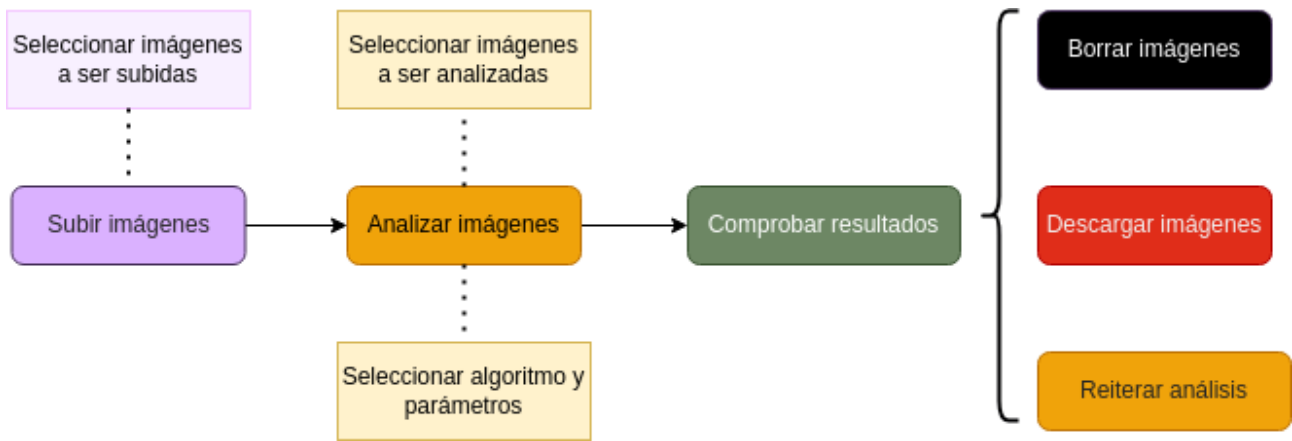 Seleccionar imágenes
a ser subidas
Seleccionar imágenes
a ser analizadas
Borrar imágenes
Subir imágenes
Analizar imágenes
Comprobar resultados
Descargar imágenes
Seleccionar algoritmo y
parámetros
Reiterar análisis